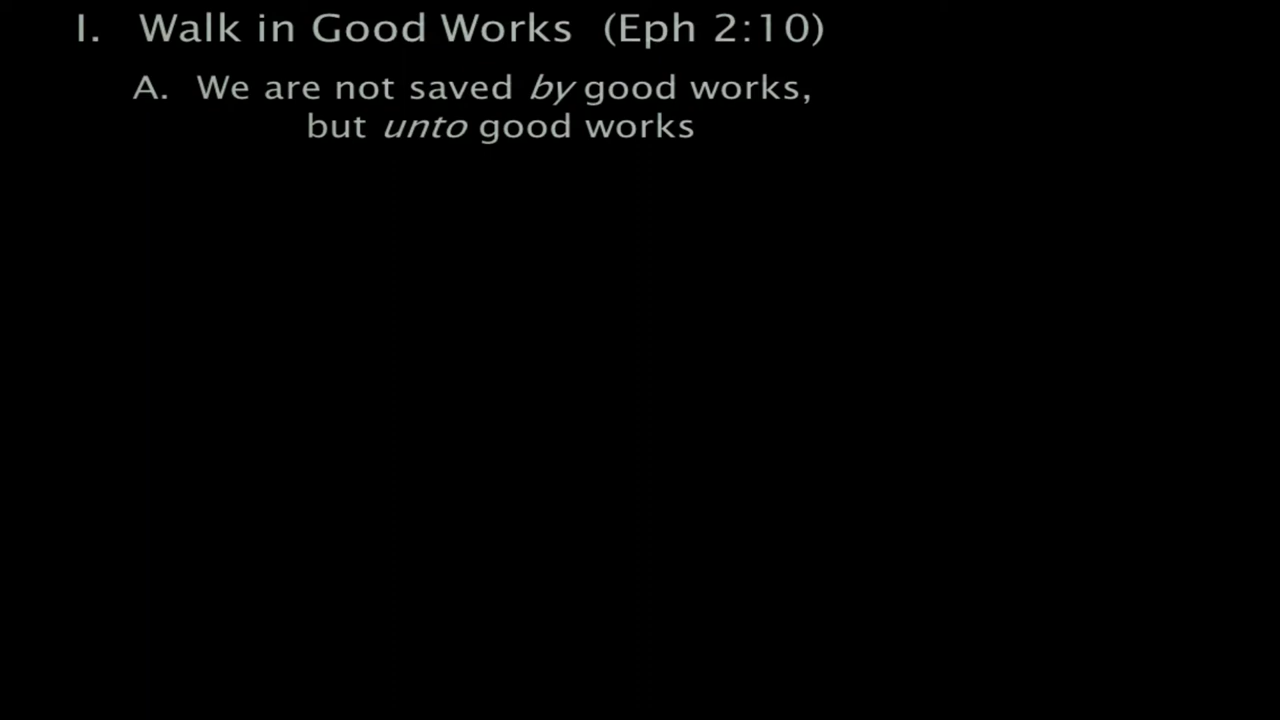 I. Walk in Good Works (Eph 2:10)
A. We are not saved by good works,
but unto good works